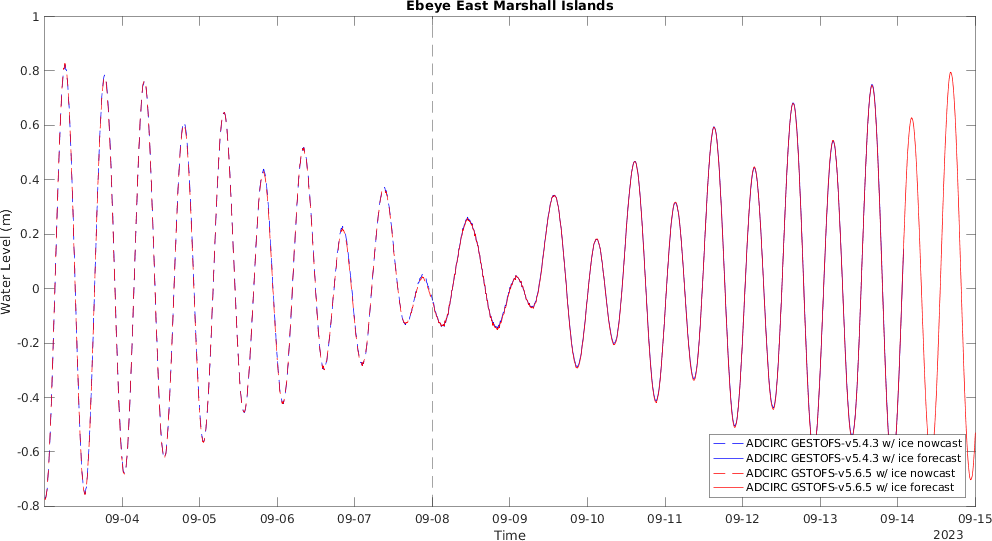 Ebeye East Marshall Islands
1
0.8
0.6
0.4
0.2
0
-0.2
-0.4
-0.6
-0.8
Water Level (m)
ADCIRC GESTOFS-v5.4.3 w/ ice nowcast
ADCIRC GESTOFS-v5.4.3 w/ ice forecast
ADCIRC GSTOFS-v5.6.5 w/ ice nowcast
ADCIRC GSTOFS-v5.6.5 w/ ice forecast
09-04 09-05 09-06 09-07 09-08 09-09 09-10 09-11 09-12 09-13 09-14 09-15
Time
2023